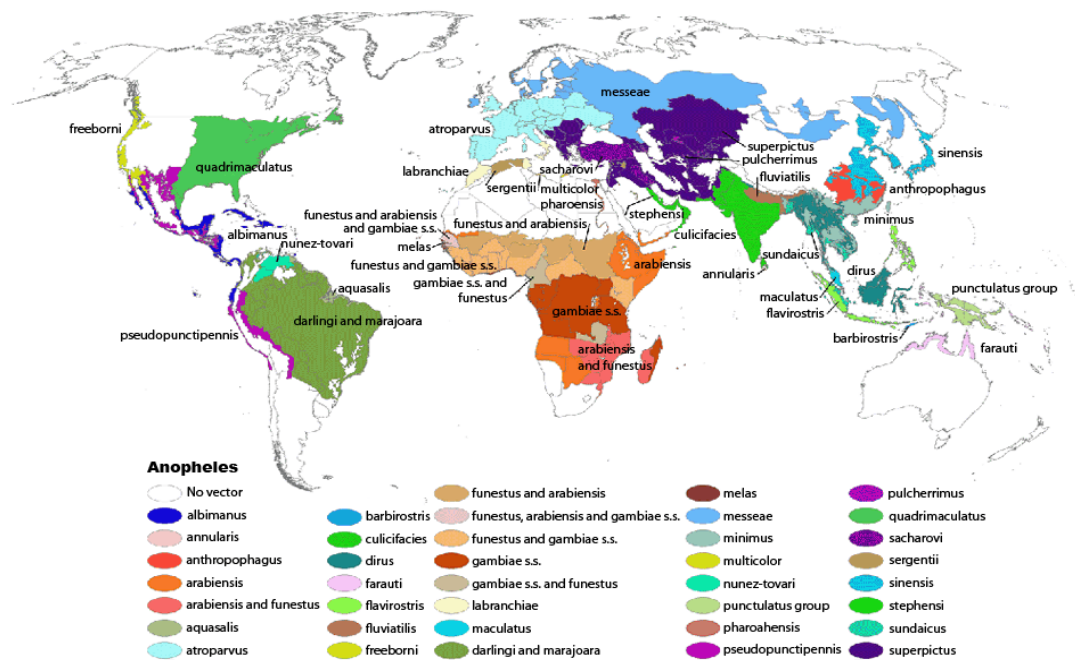 messeae
freeborni
atroparvus
superpictus
pulcherrimus
sinensis
quadrimaculatus
labranchiae
sacharovi
fluviatilis
sergentii
multicolor
anthropophagus
pharoensis
stephensi
minimus
funestus and arabiensis
and gambiae s.s.
funestus and arabiensis
albimanus
nunez-tovari
melas
culicifacies
sundaicus
funestus and gambiae s.s.
arabiensis
annularis
dirus
aquasalis
gambiae s.s. and
funestus
punctulatus group
maculatus
flavirostris
darlingi and marajoara
gambiae s.s.
pseudopunctipennis
barbirostris
farauti
arabiensis
and funestus
Anopheles
No vector
albimanus
annularis
anthropophagus
arabiensis
arabiensis and funestus
aquasalis
atroparvus
barbirostris
culicifacies
dirus
farauti
flavirostris
fluviatilis
freeborni
funestus and arabiensis
funestus, arabiensis and gambiae s.s.
funestus and gambiae s.s.
gambiae s.s.
gambiae s.s. and funestus
labranchiae
maculatus
darlingi and marajoara
melas
messeae
minimus
multicolor
nunez-tovari
punctulatus group
pharoahensis
pseudopunctipennis
pulcherrimus
quadrimaculatus
sacharovi
sergentii
sinensis
stephensi
sundaicus
superpictus